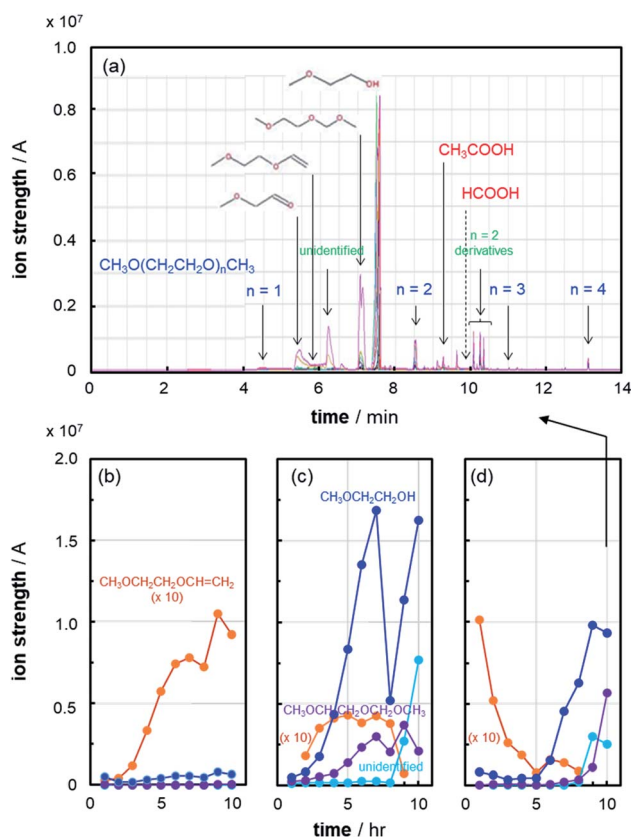 x 10⁷
1.0
(a)
0.8
0.6
0.4
0.2
0
ion strength / A
O
OH
O
O
O
O
O
O
O
CH₃O(CH₂CH₂O)ₙCH₃
n = 1
unidentified
n = 2
CH₃COOH
HCOOH
n = 2
derivatives
n = 3
n = 4
0
2
4
6
8
10
12
14
time / min
x 10⁷
2.0
1.5
1.0
0.5
0
ion strength / A
(b)
CH₃OCH₂CH₂OCH=CH₂
(x 10)
0
5
10
(c)
CH₃OCH₂CH₂OH
CH₃OCH₂CH₂OCH₂OCH₃
(x 10)
unidentified
0
5
10
(d)
(x 10)
0
5
10
time / hr